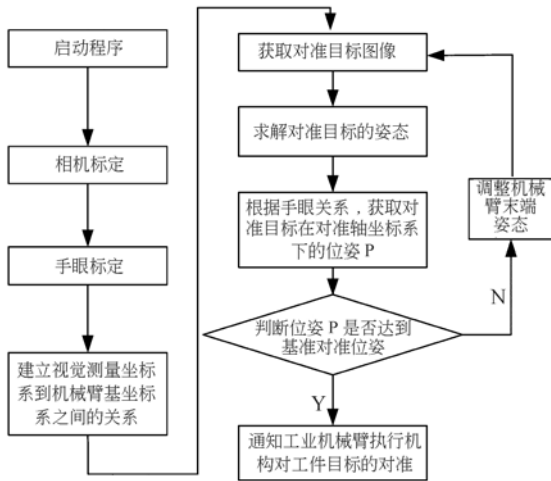 启动程序
相机标定
手眼标定
建立视觉测量坐标
系到机械臂基坐标
系之间的关系
获取对准目标图像
求解对准目标的姿态
根据手眼关系，获取对
准目标在对准轴坐标系
下的位姿 P
判断位姿 P 是否达到
基准对准位姿
N
调整机械
臂末端
姿态
Y
通知工业机械臂执行机
构对工件目标的对准